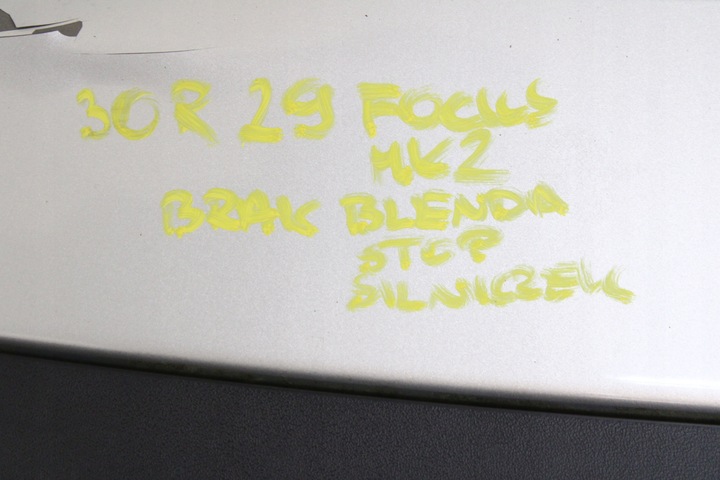 30R 29 FOCUS
MK2
BRAK BLENDA
STOP
SILNICZEK